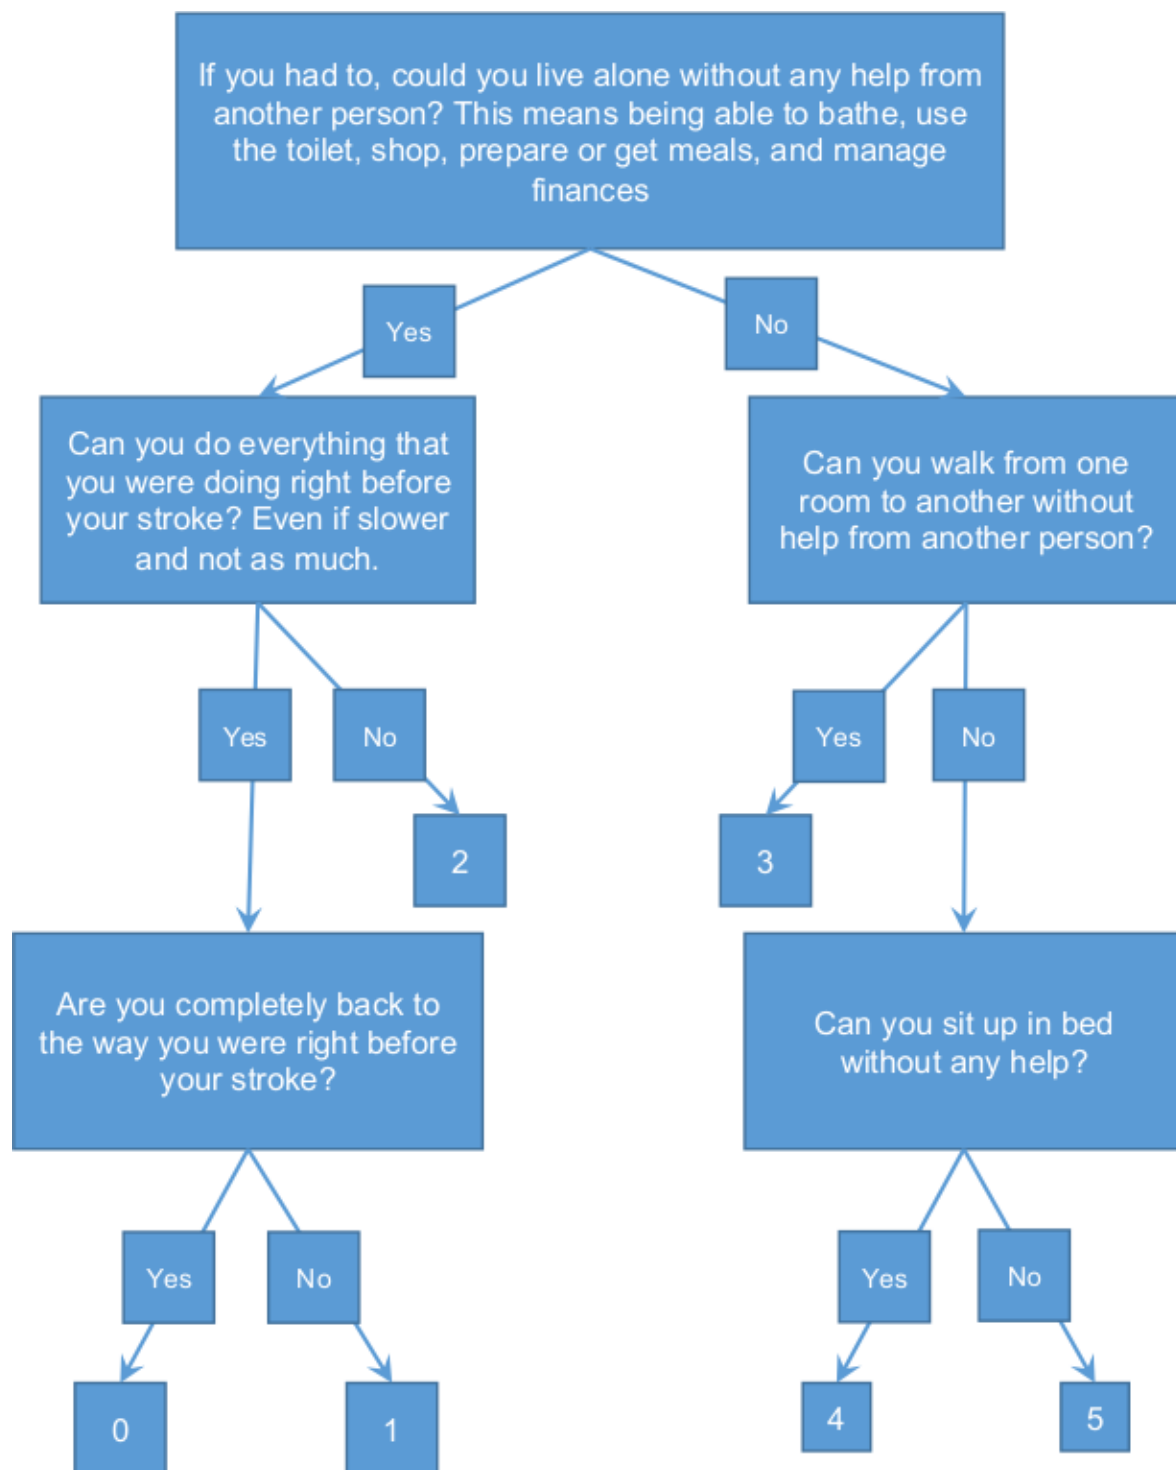 If you had to, could you live alone without any help from
another person? This means being able to bathe, use
the toilet, shop, prepare or get meals, and manage
finances
Yes
No
Can you do everything that
you were doing right before
your stroke? Even if slower
and not as much.
Can you walk from one
room to another without
help from another person?
Yes
No
Yes
No
2
3
Are you completely back to
the way you were right before
your stroke?
Can you sit up in bed
without any help?
Yes
No
Yes
No
0
1
4
5